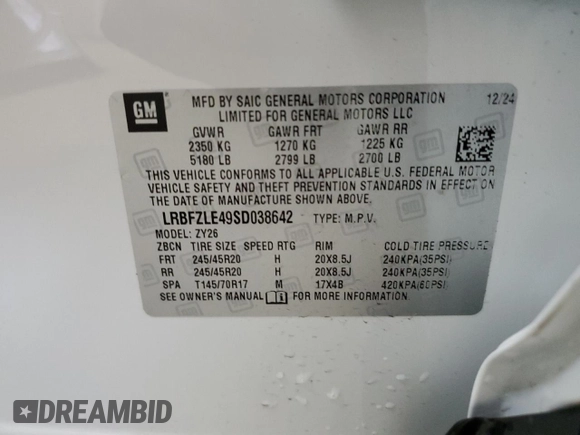 GM
MFD BY SAIC GENERAL MOTORS CORPORATION 12/24
LIMITED FOR GENERAL MOTORS LLC
GVWR GAWR FRT GAWR RR
2350 KG 1270 KG 1225 KG
5180 LB 2799 LB 2700 LB
THIS VEHICLE CONFORMS TO ALL APPLICABLE U.S. FEDERAL MOTOR
VEHICLE SAFETY AND THEFT PREVENTION STANDARDS IN EFFECT ON
THE DATE OF MANUFACTURE SHOWN ABOVE.
LRBFZLE49SD038642 TYPE: M.P.V.
MODEL: ZY26
ZBCN TIRE SIZE SPEED RTG RIM COLD TIRE PRESSURE
FRT 245/45R20 H 20X8.5J 240KPA(35PSI)
RR 245/45R20 H 20X8.5J 240KPA(35PSI)
SPA T145/70R17 M 17X4B 420KPA(60PSI)
SEE OWNER'S MANUAL FOR MORE INFORMATION
DREAMBID